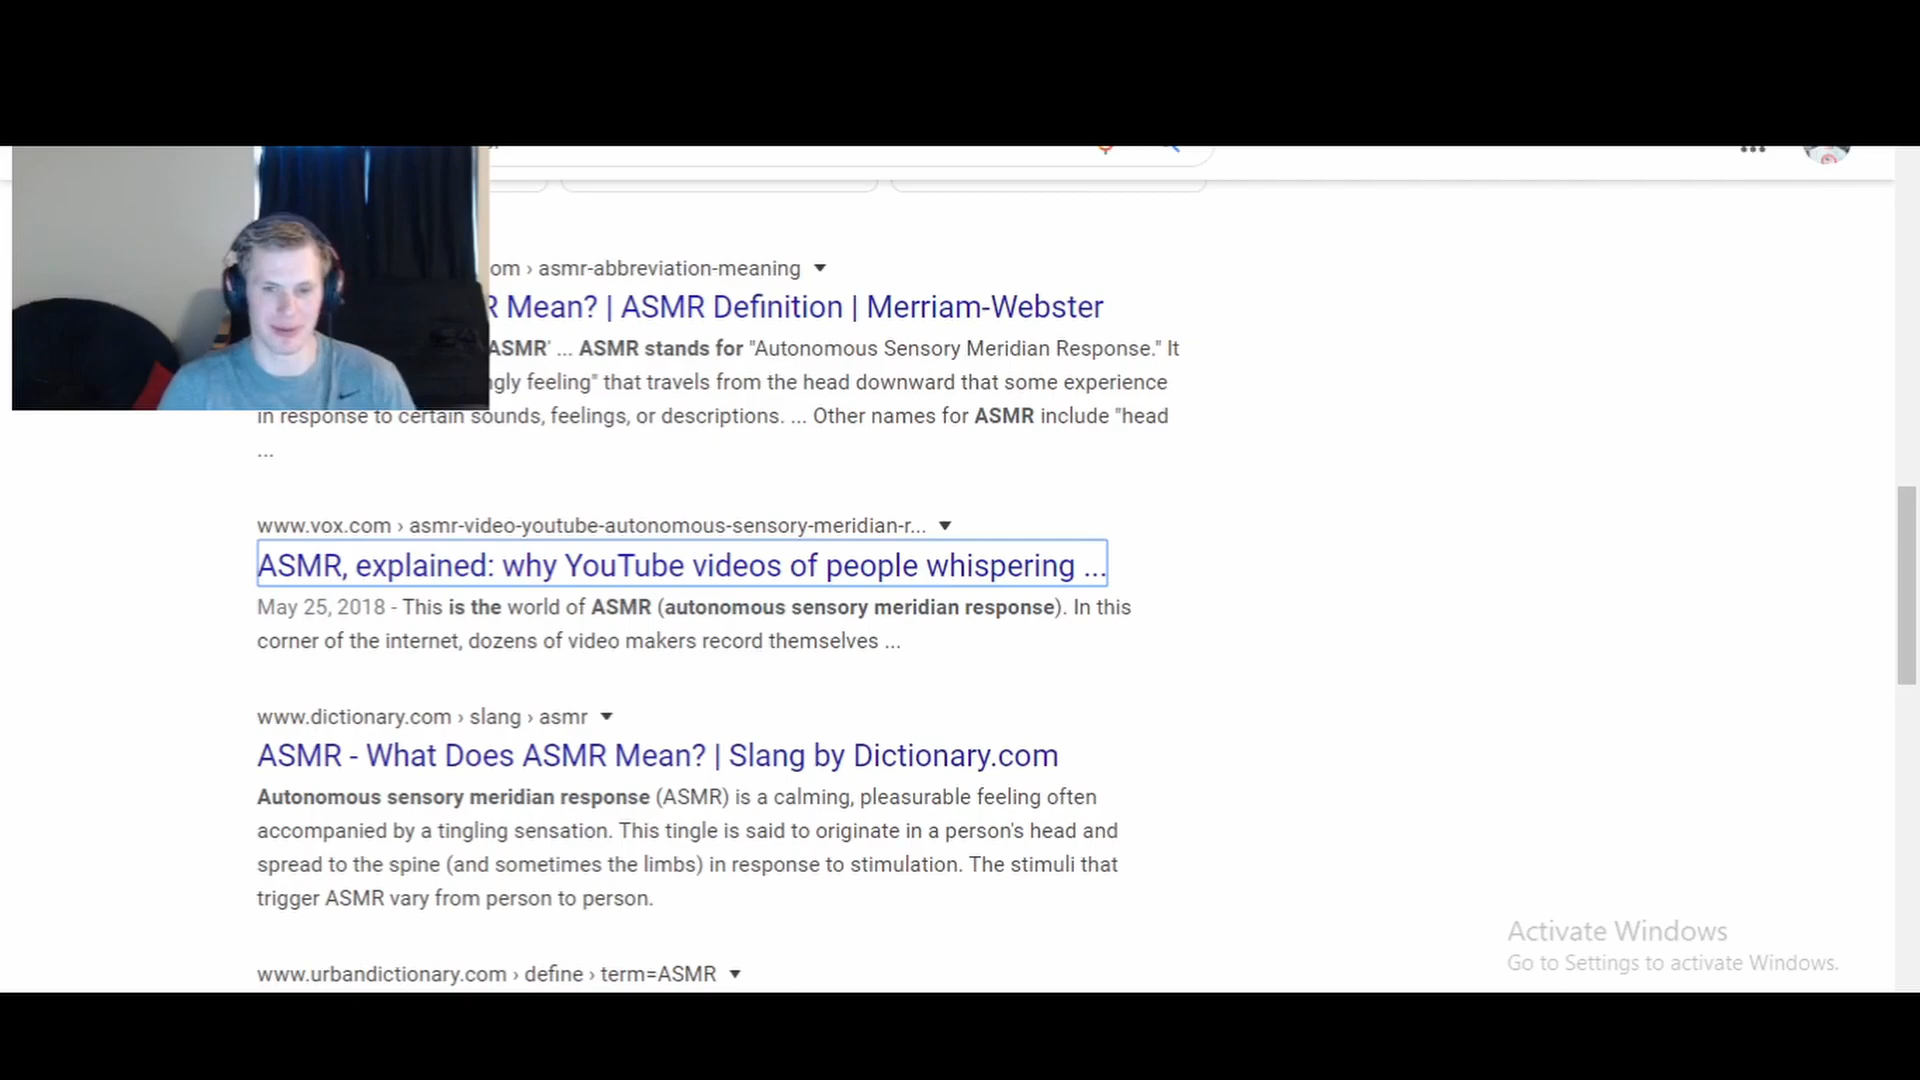 om › asmr-abbreviation-meaning
R Mean? | ASMR Definition | Merriam-Webster
ASMR' ... ASMR stands for "Autonomous Sensory Meridian Response." It
ngly feeling" that travels from the head downward that some experience
in response to certain sounds, feelings, or descriptions. ... Other names for ASMR include "head
...
www.vox.com › asmr-video-youtube-autonomous-sensory-meridian-r...
ASMR, explained: why YouTube videos of people whispering ...
May 25, 2018 - This is the world of ASMR (autonomous sensory meridian response). In this
corner of the internet, dozens of video makers record themselves ...
www.dictionary.com › slang › asmr
ASMR - What Does ASMR Mean? | Slang by Dictionary.com
Autonomous sensory meridian response (ASMR) is a calming, pleasurable feeling often
accompanied by a tingling sensation. This tingle is said to originate in a person's head and
spread to the spine (and sometimes the limbs) in response to stimulation. The stimuli that
trigger ASMR vary from person to person.
Activate Windows
Go to Settings to activate Windows.
www.urbandictionary.com › define › term=ASMR